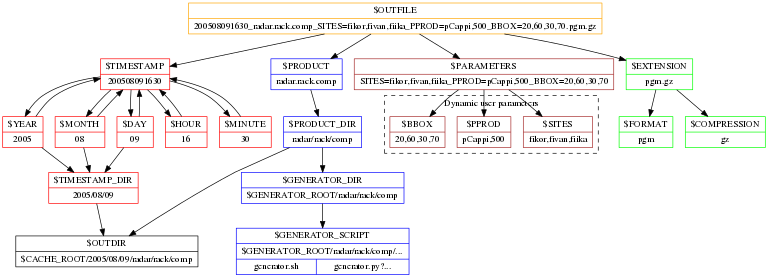 $OUTFILE
200508091630_radar.rack.comp_SITES=fikor,fivan,fiika_PPROD=pCappi,500_BBOX=20,60,30,70.pgm.gz
$TIMESTAMP
200508091630
$PRODUCT
radar.rack.comp
$PARAMETERS
SITES=fikor,fivan,fiika_PPROD=pCappi,500_BBOX=20,60,30,70
$EXTENSION
pgm.gz
Dynamic user parameters
$YEAR
2005
$MONTH
08
$DAY
09
$HOUR
16
$MINUTE
30
$PRODUCT_DIR
radar/rack/comp
$BBOX
20,60,30,70
$PPROD
pCappi,500
$SITES
fikor,fivan,fiika
$FORMAT
pgm
$COMPRESSION
gz
$TIMESTAMP_DIR
2005/08/09
$GENERATOR_DIR
$GENERATOR_ROOT/radar/rack/comp
$OUTDIR
$CACHE_ROOT/2005/08/09/radar/rack/comp
$GENERATOR_SCRIPT
$GENERATOR_ROOT/radar/rack/comp/...
generator.sh
generator.py?...